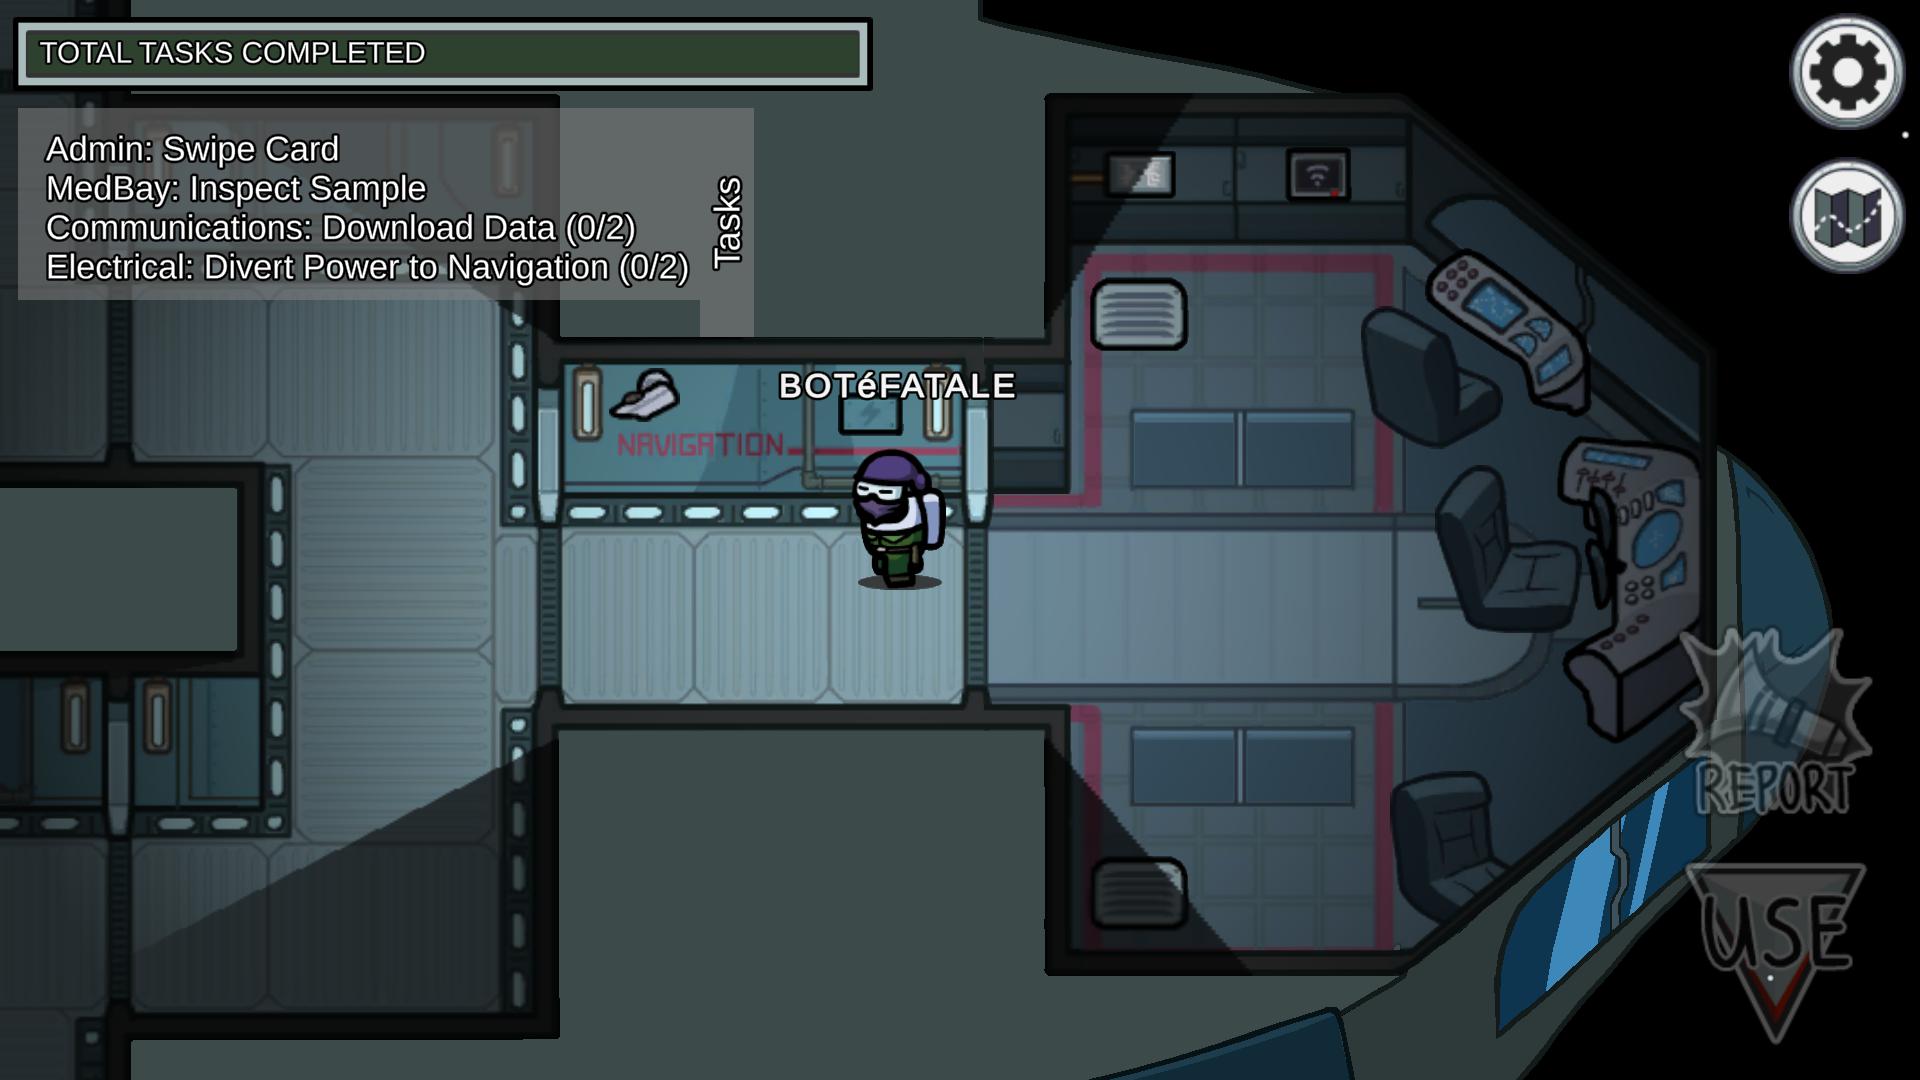 TOTAL TASKS COMPLETED
Admin: Swipe Card
MedBay: Inspect Sample
Communications: Download Data (0/2)
Electrical: Divert Power to Navigation (0/2)
Tasks
BOTéFATALE
NAVIGATION
REPORT
USE